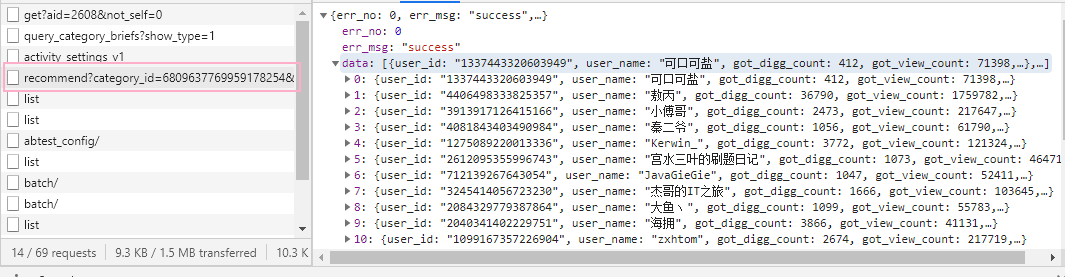 get?aid=2608&not_self=0
query_category_briefs?show_type=1
activity_settings_v1
recommend?category_id=6809637769959178254&
list
list
abtest_config/
list
batch/
batch/
list
14 / 69 requests 9.3 KB / 1.5 MB transferred 10.3 K
{err_no: 0, err_msg: "success",…}
err_no: 0
err_msg: "success"
data: [{user_id: "1337443320603949", user_name: "可口可盐", got_digg_count: 412, got_view_count: 71398,…},…]
0: {user_id: "1337443320603949", user_name: "可口可盐", got_digg_count: 412, got_view_count: 71398,…}
1: {user_id: "4406498333825357", user_name: "敖丙", got_digg_count: 36790, got_view_count: 1759782,…}
2: {user_id: "3913917126415166", user_name: "小傅哥", got_digg_count: 2473, got_view_count: 217647,…}
3: {user_id: "4081843403490984", user_name: "秦二爷", got_digg_count: 1056, got_view_count: 61790,…}
4: {user_id: "1275089220013336", user_name: "Kerwin_", got_digg_count: 3772, got_view_count: 121324,…}
5: {user_id: "2612095355996743", user_name: "宫水三叶的刷题日记", got_digg_count: 1073, got_view_count: 46471
6: {user_id: "712139267643054", user_name: "JavaGieGie", got_digg_count: 1047, got_view_count: 52411,…}
7: {user_id: "3245414056723230", user_name: "杰哥的IT之旅", got_digg_count: 1666, got_view_count: 103645,…}
8: {user_id: "2084329779387864", user_name: "大鱼丶", got_digg_count: 1099, got_view_count: 55783,…}
9: {user_id: "2040341402229751", user_name: "海拥", got_digg_count: 3866, got_view_count: 41131,…}
10: {user_id: "1099167357226904", user_name: "zxhtom", got_digg_count: 2674, got_view_count: 217719,…}